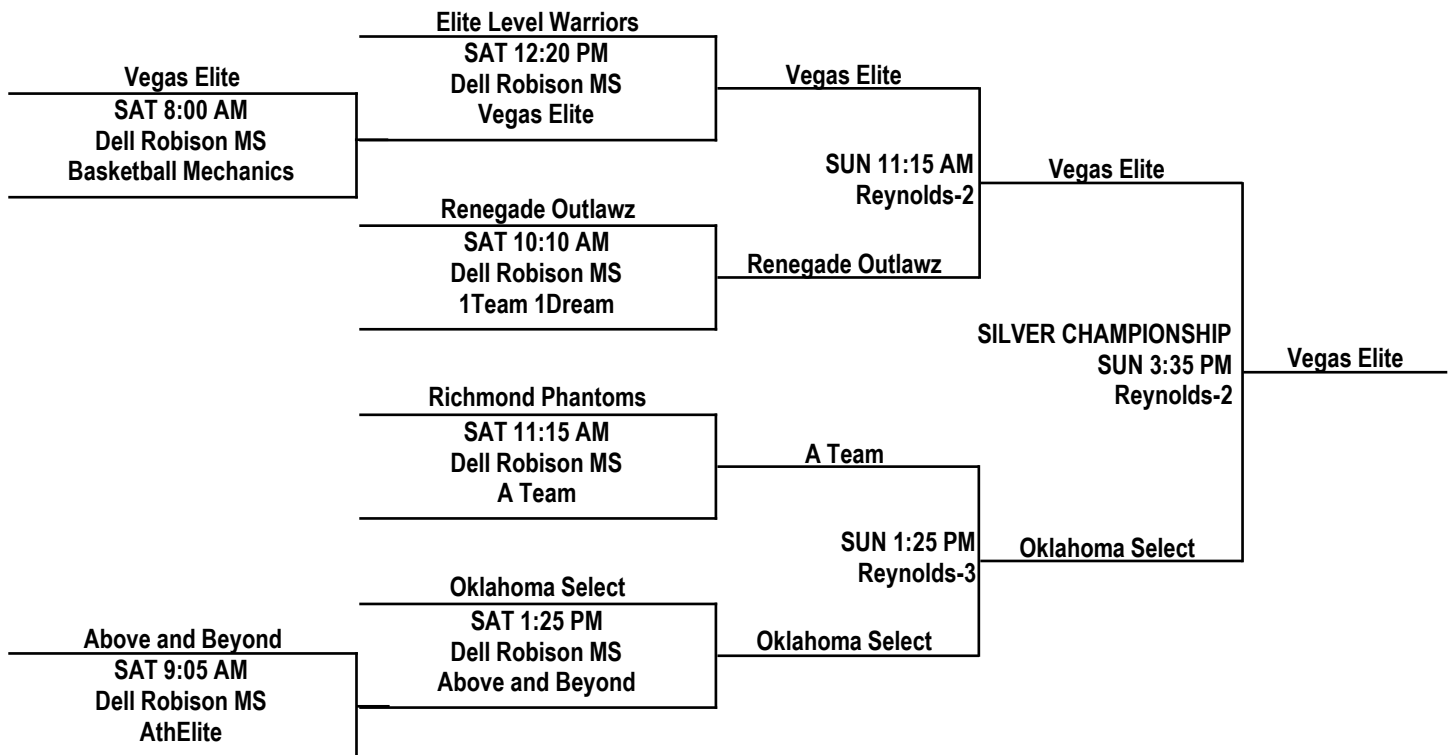 Elite Level Warriors
SAT 12:20 PM
Dell Robison MS
Vegas Elite
Vegas Elite
SAT 8:00 AM
Dell Robison MS
Basketball Mechanics
Vegas Elite
SUN 11:15 AM
Reynolds-2
Vegas Elite
Renegade Outlawz
SAT 10:10 AM
Dell Robison MS
1Team 1Dream
Renegade Outlawz
SILVER CHAMPIONSHIP
SUN 3:35 PM
Reynolds-2
Vegas Elite
Richmond Phantoms
SAT 11:15 AM
Dell Robison MS
A Team
A Team
SUN 1:25 PM
Reynolds-3
Oklahoma Select
Oklahoma Select
SAT 1:25 PM
Dell Robison MS
Above and Beyond
Oklahoma Select
Above and Beyond
SAT 9:05 AM
Dell Robison MS
AthElite